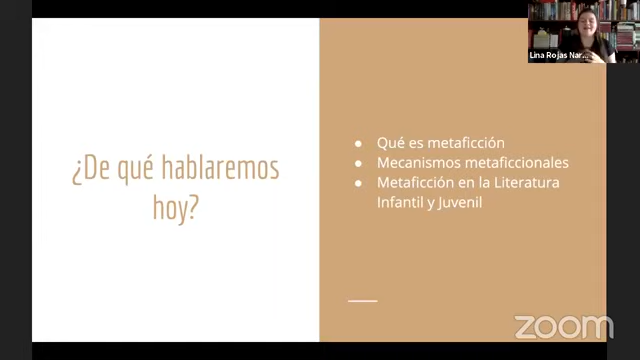 ¿De qué hablaremos
hoy?
Qué es metaficción
Mecanismos metaficcionales
Metaficción en la Literatura
Infantil y Juvenil
Lina Rojas Nar...
zoom